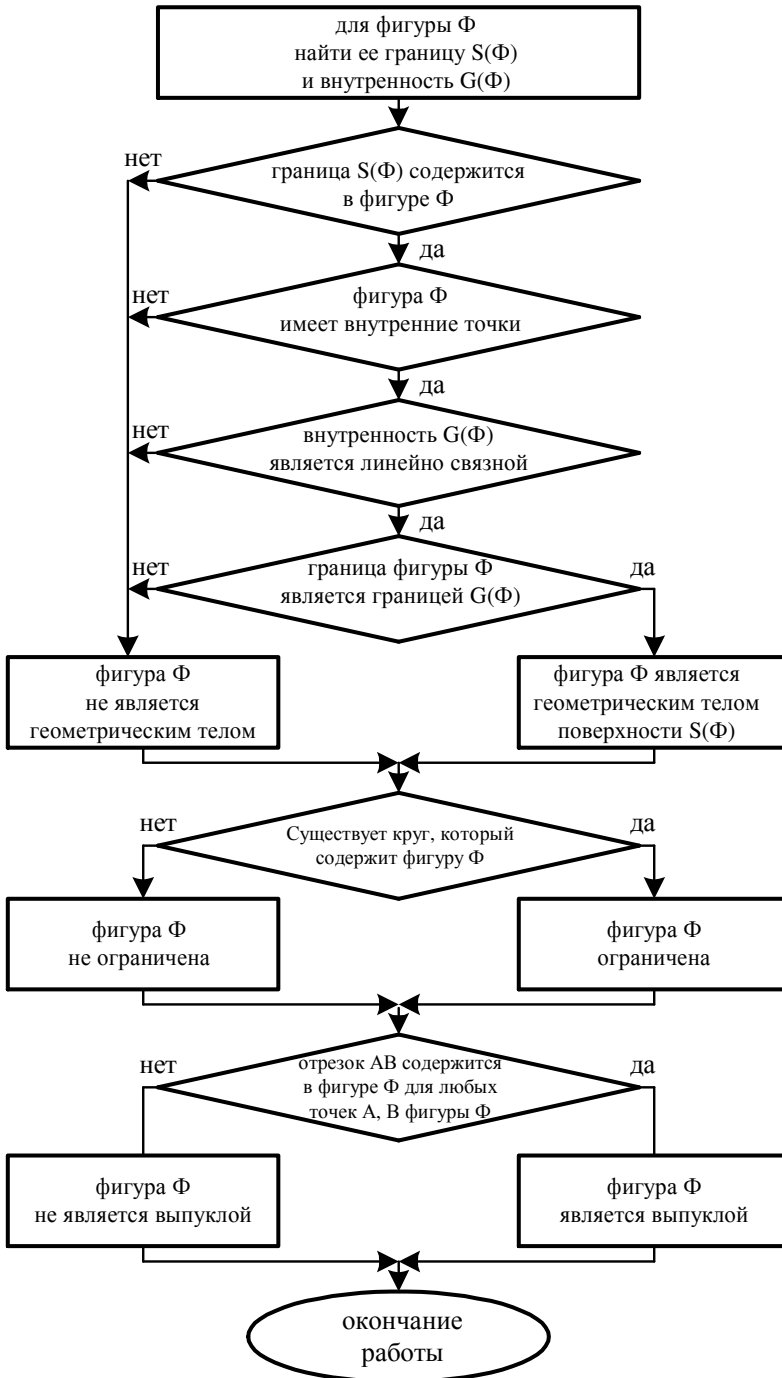 для фигуры Ф
найти ее границу S(Ф)
и внутренность G(Ф)
нет
граница S(Ф) содержится
в фигуре Ф
да
нет
фигура Ф
имеет внутренние точки
да
нет
внутренность G(Ф)
является линейно связной
да
нет
граница фигуры Ф
является границей G(Ф)
да
фигура Ф
не является
геометрическим телом
фигура Ф является
геометрическим телом
поверхности S(Ф)
нет
Существует круг, который
содержит фигуру Ф
да
фигура Ф
не ограничена
фигура Ф
ограничена
нет
отрезок АВ содержится
в фигуре Ф для любых
точек А, В фигуры Ф
да
фигура Ф
не является выпуклой
фигура Ф
является выпуклой
окончание
работы